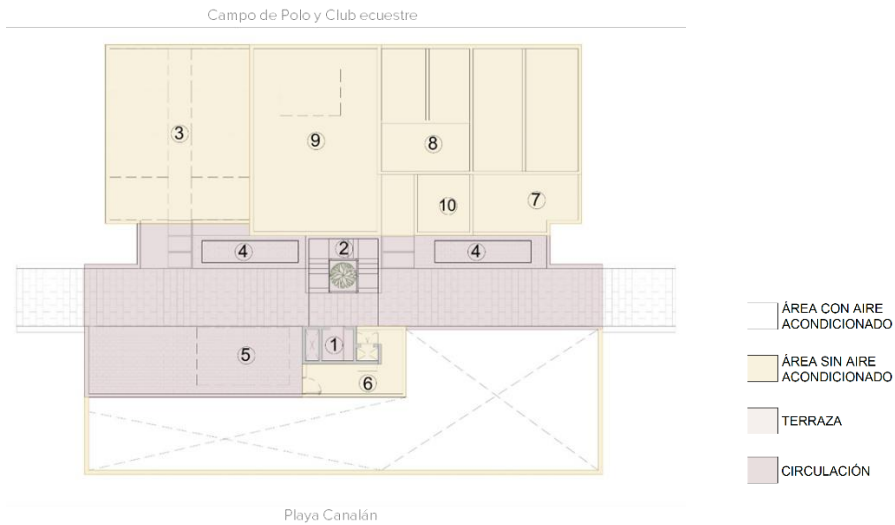 Campo de Polo y Club ecuestre
3
9
8
10
7
4
2
4
5
1
6
ÁREA CON AIRE
ACONDICIONADO
ÁREA SIN AIRE
ACONDICIONADO
TERRAZA
CIRCULACIÓN
Playa Canalán